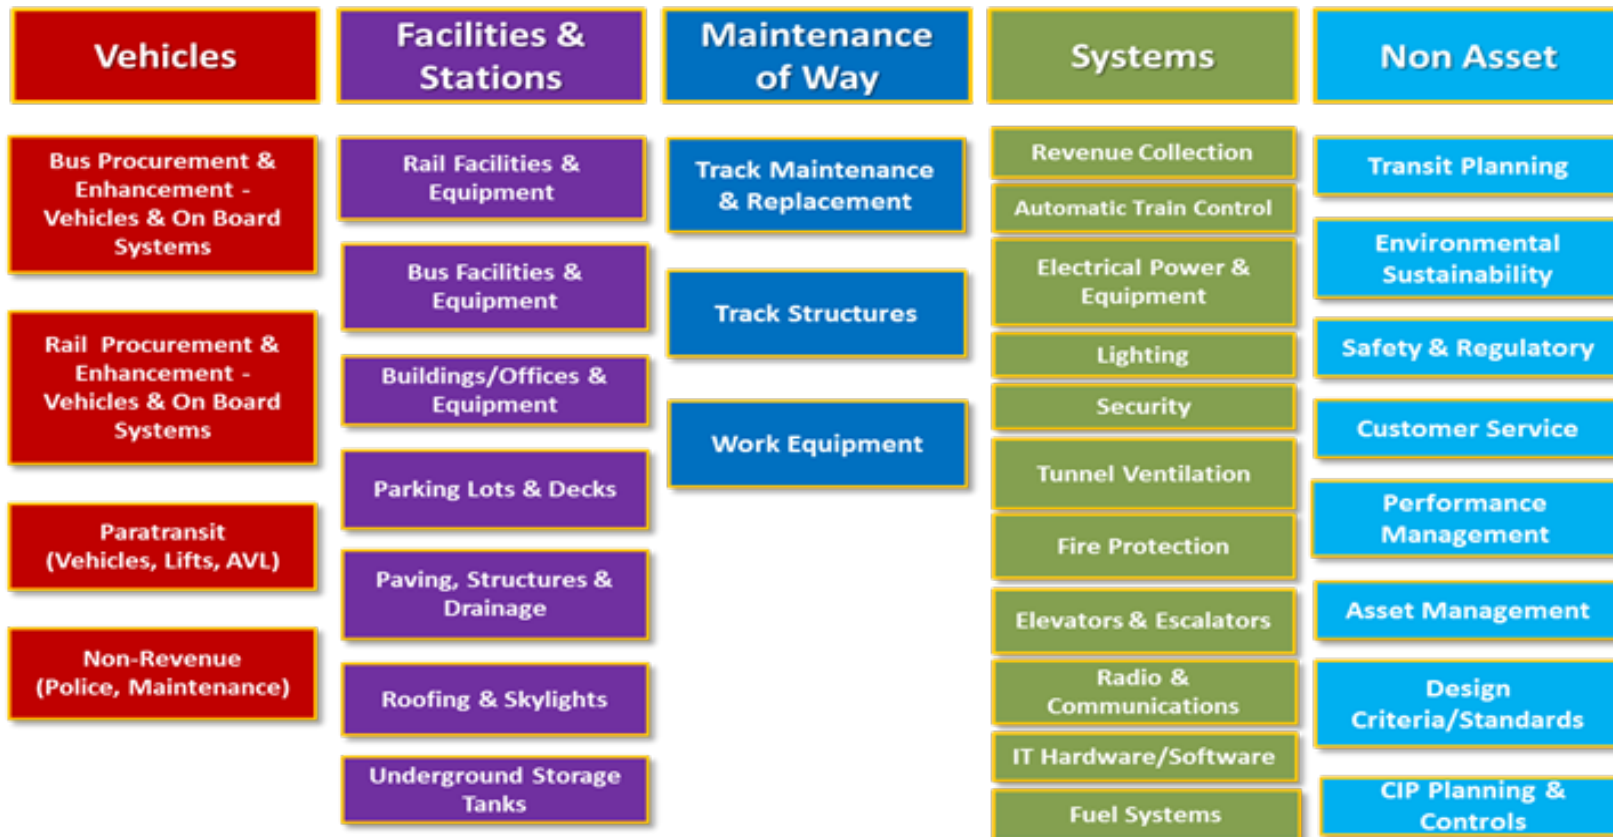 Vehicles
Bus Procurement &
Enhancement -
Vehicles & On Board
Systems
Rail Procurement &
Enhancement -
Vehicles & On Board
Systems
Paratransit
(Vehicles, Lifts, AVL)
Non-Revenue
(Police, Maintenance)
Facilities &
Stations
Rail Facilities &
Equipment
Bus Facilities &
Equipment
Buildings/Offices &
Equipment
Parking Lots & Decks
Paving, Structures &
Drainage
Roofing & Skylights
Underground Storage
Tanks
Maintenance
of Way
Track Maintenance
& Replacement
Track Structures
Work Equipment
Systems
Revenue Collection
Automatic Train Control
Electrical Power &
Equipment
Lighting
Security
Tunnel Ventilation
Fire Protection
Elevators & Escalators
Radio &
Communications
IT Hardware/Software
Fuel Systems
Non Asset
Transit Planning
Environmental
Sustainability
Safety & Regulatory
Customer Service
Performance
Management
Asset Management
Design
Criteria/Standards
CIP Planning &
Controls